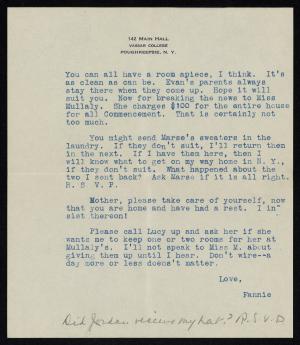 142 MAIN HALL
VASSAR COLLEGE
POUGHKEEPSIE, N. Y.
You can all have a room apiece, I think. It's
as clean as can be. Evan's parents always
stay there when they come up. Hope it will
suit you. Now for breaking the news to Miss
Mullaly. She charges $100 for the entire house
for all Commencement. That is certainly not
too much.
You might send Marse's sweaters in the
laundry. If they don't suit, I'll return them
in the next. If I have them here, then I
will know what to get on my way home in N.Y.,
if they don't suit. What happened about the
two I sent back? Ask Marse if it is all right.
R. S V. P.
Mother, please take care of yourself, now
that you are home and have had a rest. I in
sist thereon!
Please call Lucy up and ask her if she
wants me to keep one or two rooms for her at
Mullaly's. I'll not speak to Miss M. about
giving them up until I hear. Don't wire--a
day more or less doens't matter.
Love,
Fannie
Did Jordan receive my hat? R.S.V.P